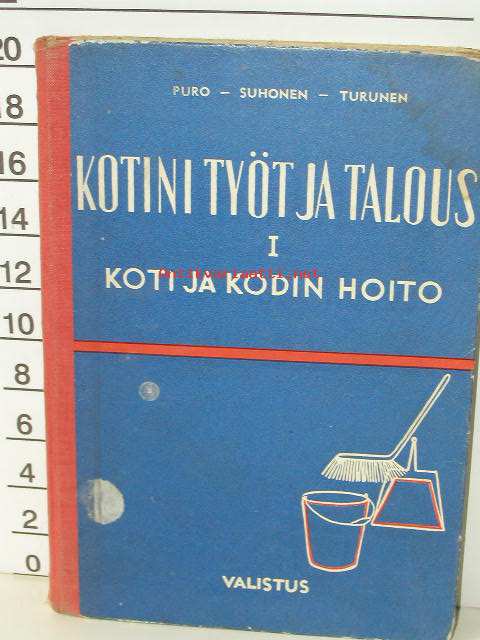 PURO – SUHONEN – TURUNEN
KOTINI TYÖT JA TALOUS
I
KOTI JA KODIN HOITO
VALISTUS
20
18
16
14
12
10
8
6
4
2
0